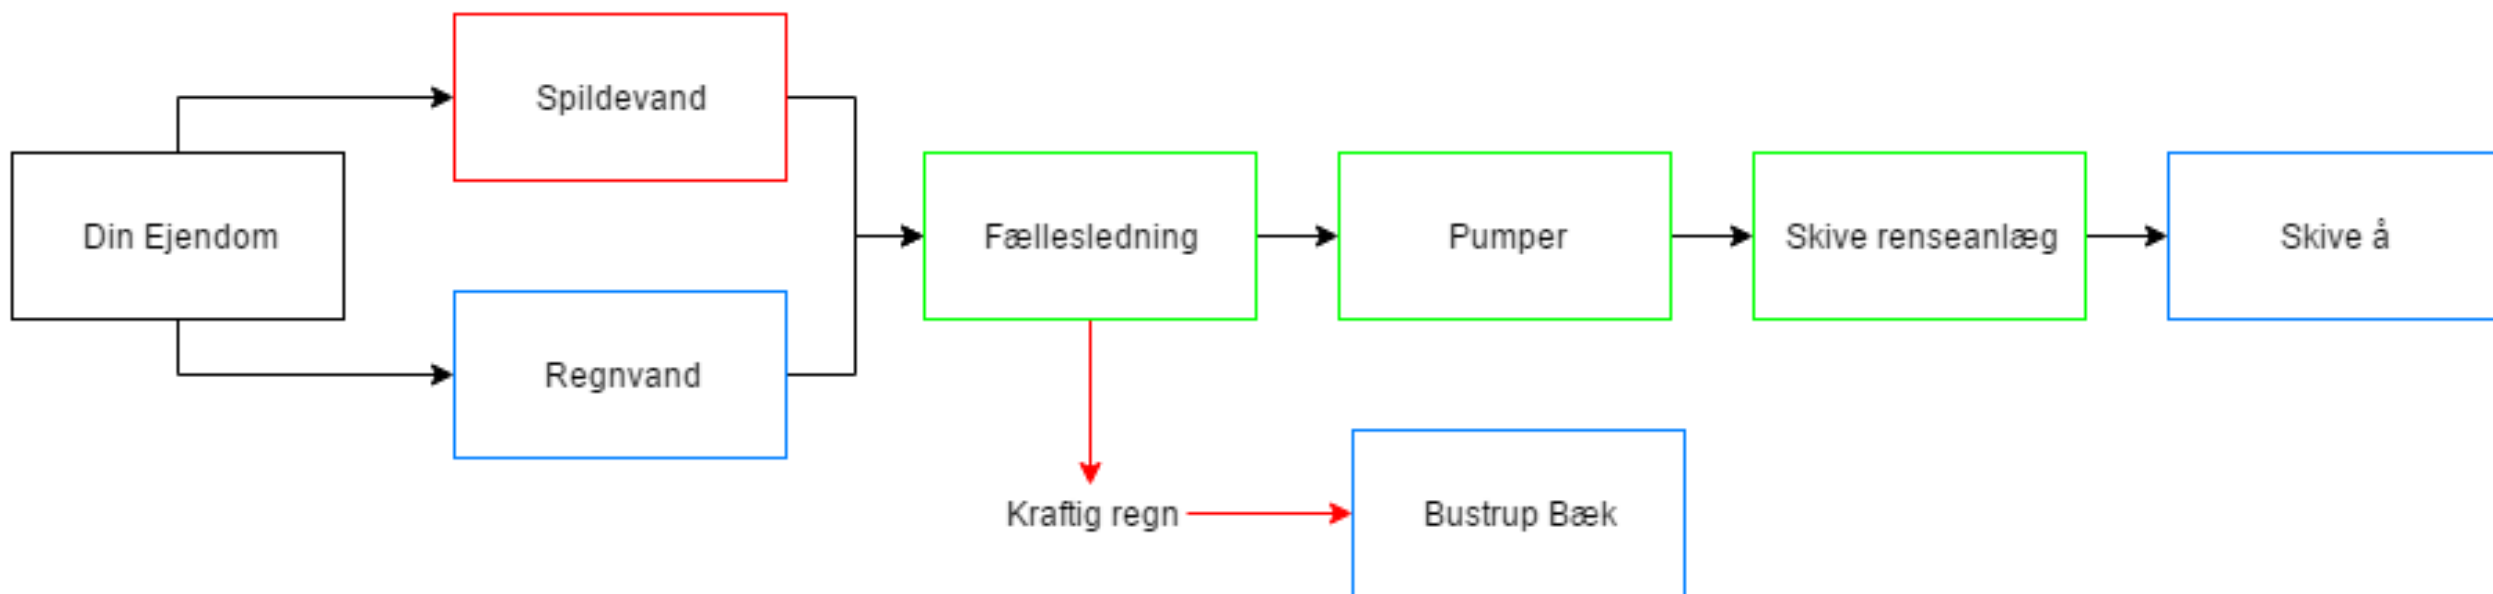 Spildevand
Din Ejendom
Fællesledning
Pumper
Skive renseanlæg
Skive å
Regnvand
Kraftig regn
Bustrup Bæk